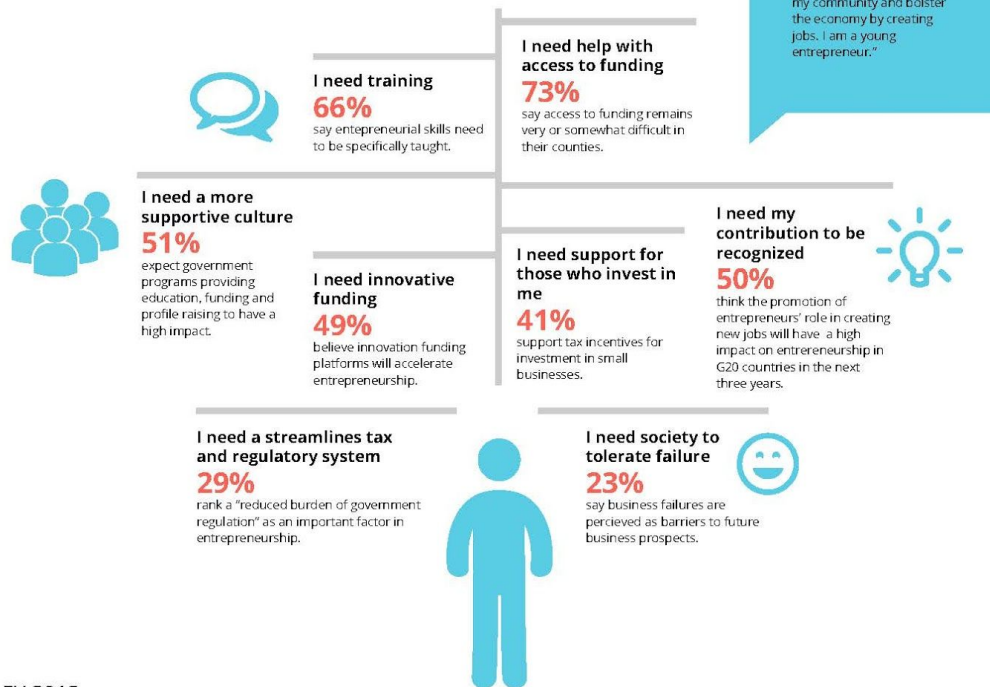 my community and bolster
the economy by creating
jobs. I am a young
entrepreneur."
I need help with
access to funding
73%
say access to funding remains
very or somewhat difficult in
their counties.
I need training
66%
say entepreneurial skills need
to be specifically taught.
I need a more
supportive culture
51%
expect government
programs providing
education, funding and
profile raising to have a
high impact.
I need my
contribution to be
recognized
50%
think the promotion of
entrepreneurs' role in creating
new jobs will have a high
impact on entrereneurship in
G20 countries in the next
three years.
I need innovative
funding
49%
believe innovation funding
platforms will accelerate
entrepreneurship.
I need support for
those who invest in
me
41%
support tax incentives for
investment in small
businesses.
I need a streamlines tax
and regulatory system
29%
rank a "reduced burden of government
regulation" as an important factor in
entrepreneurship.
I need society to
tolerate failure
23%
say business failures are
percieved as barriers to future
business prospects.